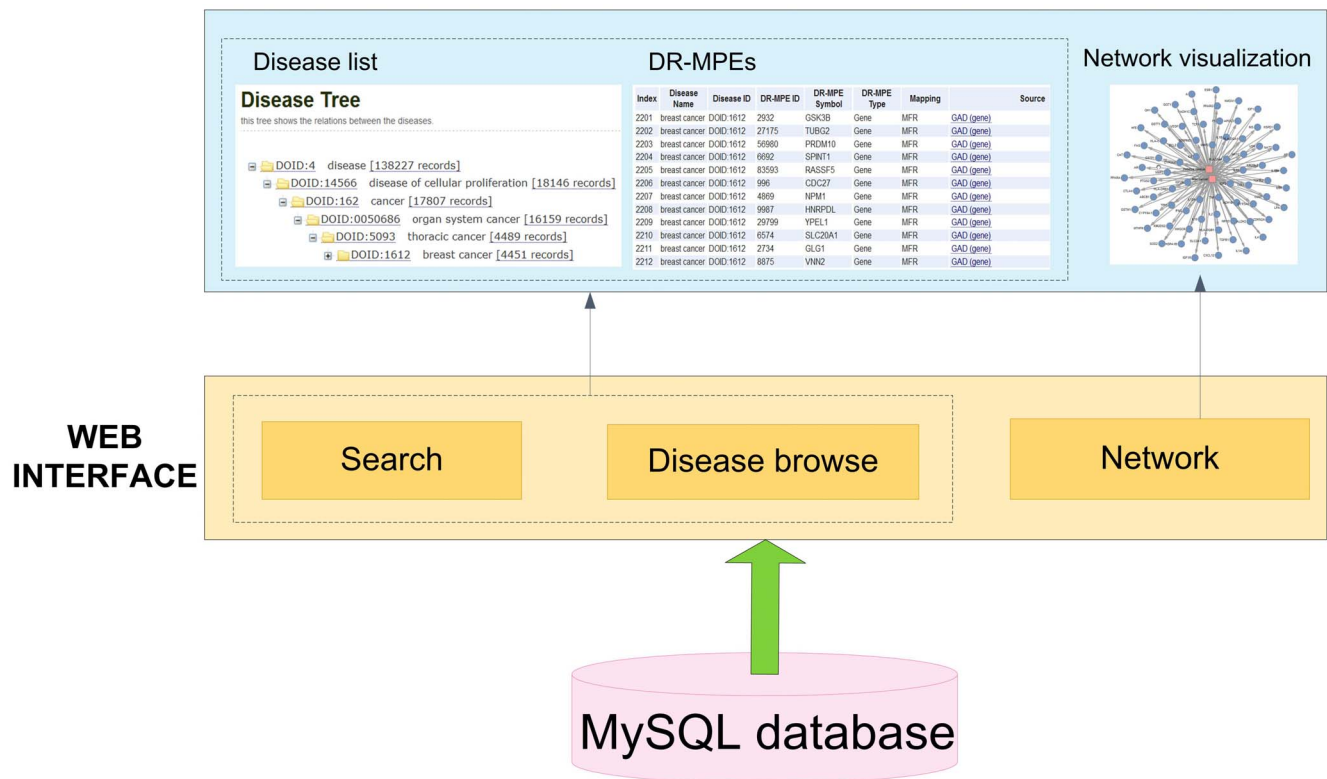 Disease list
DR-MPEs
Network visualization
Disease Tree
this tree shows the relations between the diseases.
DOID:4 disease [138227 records]
DOID:14566 disease of cellular proliferation [18146 records]
DOID:162 cancer [17807 records]
DOID:0050686 organ system cancer [16159 records]
DOID:5093 thoracic cancer [4489 records]
DOID:1612 breast cancer [4451 records]
Index Disease Name Disease ID DR-MPE ID DR-MPE Symbol DR-MPE Type Mapping Source
2201 breast cancer DOID:1612 2932 GSK3B Gene MFR GAD (gene)
2202 breast cancer DOID:1612 27175 TUBG2 Gene MFR GAD (gene)
2203 breast cancer DOID:1612 56980 PRDM10 Gene MFR GAD (gene)
2204 breast cancer DOID:1612 6692 SPINT1 Gene MFR GAD (gene)
2205 breast cancer DOID:1612 83593 RASSF5 Gene MFR GAD (gene)
2206 breast cancer DOID:1612 996 CDC27 Gene MFR GAD (gene)
2207 breast cancer DOID:1612 4869 NPM1 Gene MFR GAD (gene)
2208 breast cancer DOID:1612 9987 HNRPDL Gene MFR GAD (gene)
2209 breast cancer DOID:1612 29799 YPEL1 Gene MFR GAD (gene)
2210 breast cancer DOID:1612 6574 SLC20A1 Gene MFR GAD (gene)
2211 breast cancer DOID:1612 2734 GLG1 Gene MFR GAD (gene)
2212 breast cancer DOID:1612 8875 VNN2 Gene MFR GAD (gene)
WEB
INTERFACE
Search
Disease browse
Network
MySQL database